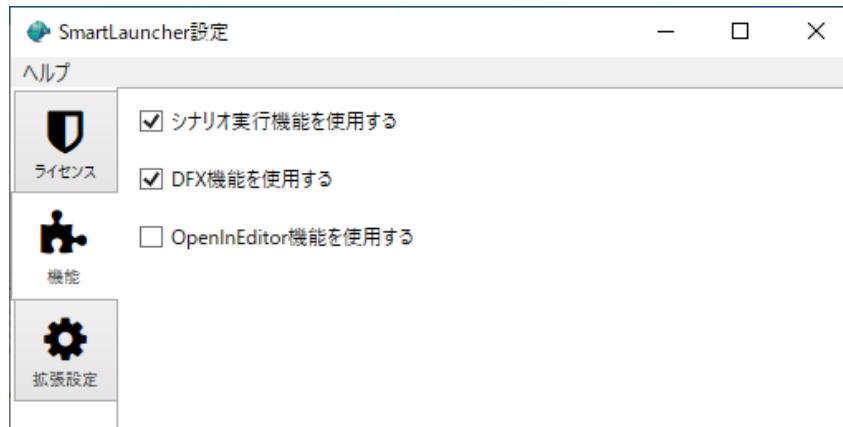 SmartLauncher設定
ヘルプ
ライセンス
機能
拡張設定
シナリオ実行機能を使用する
DFX機能を使用する
OpenInEditor機能を使用する